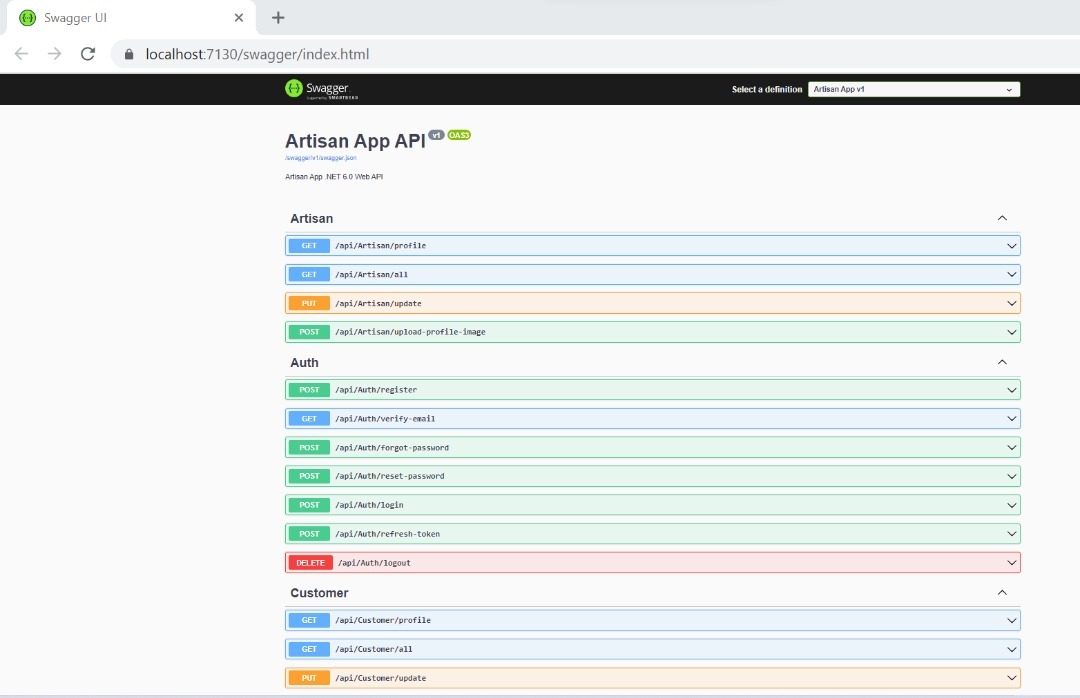 Swagger UI
localhost:7130/swagger/index.html
Swagger
Supported by SMARTBEAR
Select a definition
Artisan App v1
Artisan App API v1 OAS3
/swagger/v1/swagger.json
Artisan App .NET 6.0 Web API
Artisan
GET /api/Artisan/profile
GET /api/Artisan/all
PUT /api/Artisan/update
POST /api/Artisan/upload-profile-image
Auth
POST /api/Auth/register
GET /api/Auth/verify-email
POST /api/Auth/forgot-password
POST /api/Auth/reset-password
POST /api/Auth/login
POST /api/Auth/refresh-token
DELETE /api/Auth/logout
Customer
GET /api/Customer/profile
GET /api/Customer/all
PUT /api/Customer/update